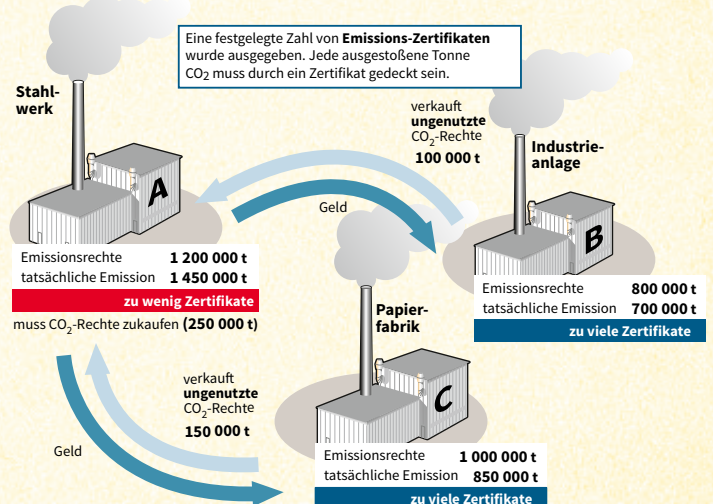 Eine festgelegte Zahl von Emissions-Zertifikaten
wurde ausgegeben. Jede ausgestoßene Tonne
CO2 muss durch ein Zertifikat gedeckt sein.
Stahl-
werk
A
Emissionsrechte 1 200 000 t
tatsächliche Emission 1 450 000 t
zu wenig Zertifikate
muss CO2-Rechte zukaufen (250 000 t)
verkauft
ungenutzte
CO2-Rechte
100 000 t
Geld
Industrie-
anlage
B
Emissionsrechte 800 000 t
tatsächliche Emission 700 000 t
zu viele Zertifikate
verkauft
ungenutzte
CO2-Rechte
150 000 t
Geld
Papier-
fabrik
C
Emissionsrechte 1 000 000 t
tatsächliche Emission 850 000 t
zu viele Zertifikate